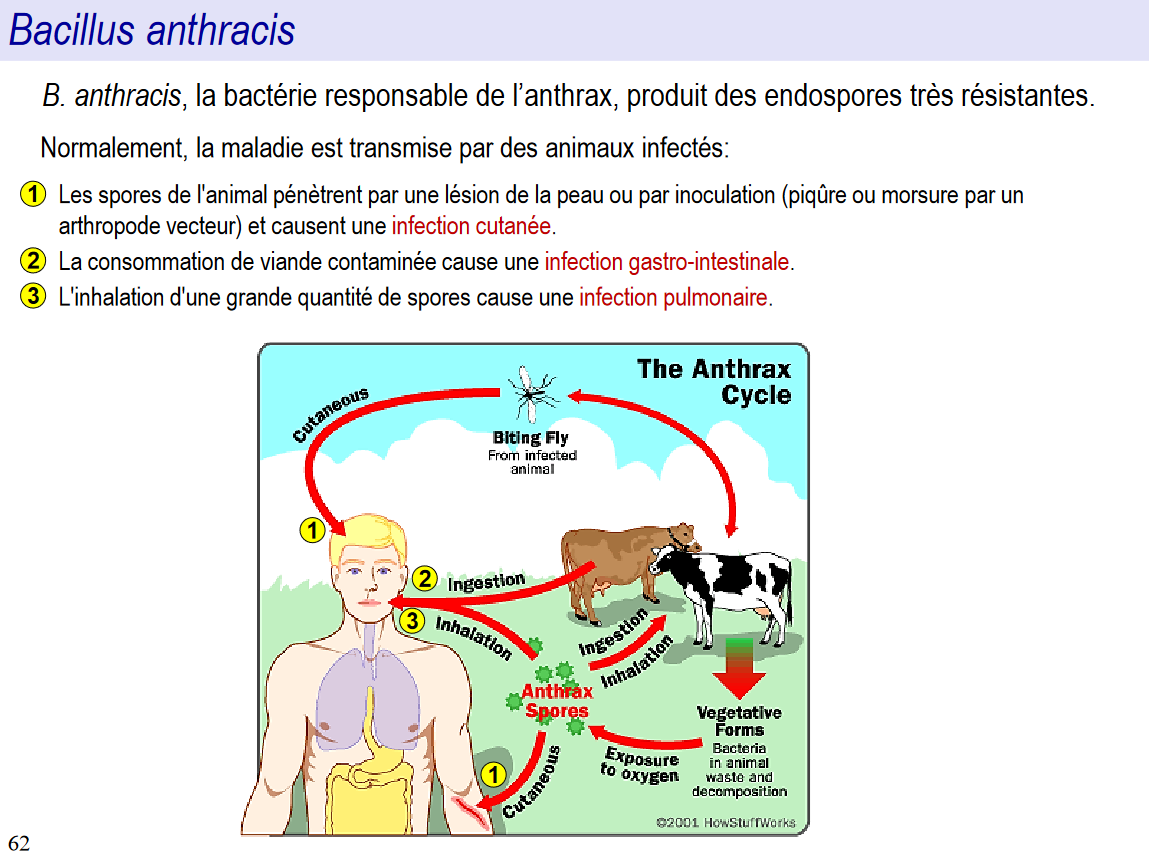 Bacillus anthracis
B. anthracis, la bactérie responsable de l’anthrax, produit des endospores très résistantes.
Normalement, la maladie est transmise par des animaux infectés:
1 Les spores de l'animal pénètrent par une lésion de la peau ou par inoculation (piqûre ou morsure par un
arthropode vecteur) et causent une infection cutanée.
2 La consommation de viande contaminée cause une infection gastro-intestinale.
3 L'inhalation d'une grande quantité de spores cause une infection pulmonaire.
The Anthrax
Cycle
Cutaneous
Biting Fly
From infected
animal
1
2 Ingestion
3 Inhalation
Ingestion
Inhalation
Anthrax
Spores
Vegetative
Forms
Bacteria
in animal
waste and
decomposition
Exposure
to oxygen
1
Cutaneous
©2001 HowStuffWorks
62